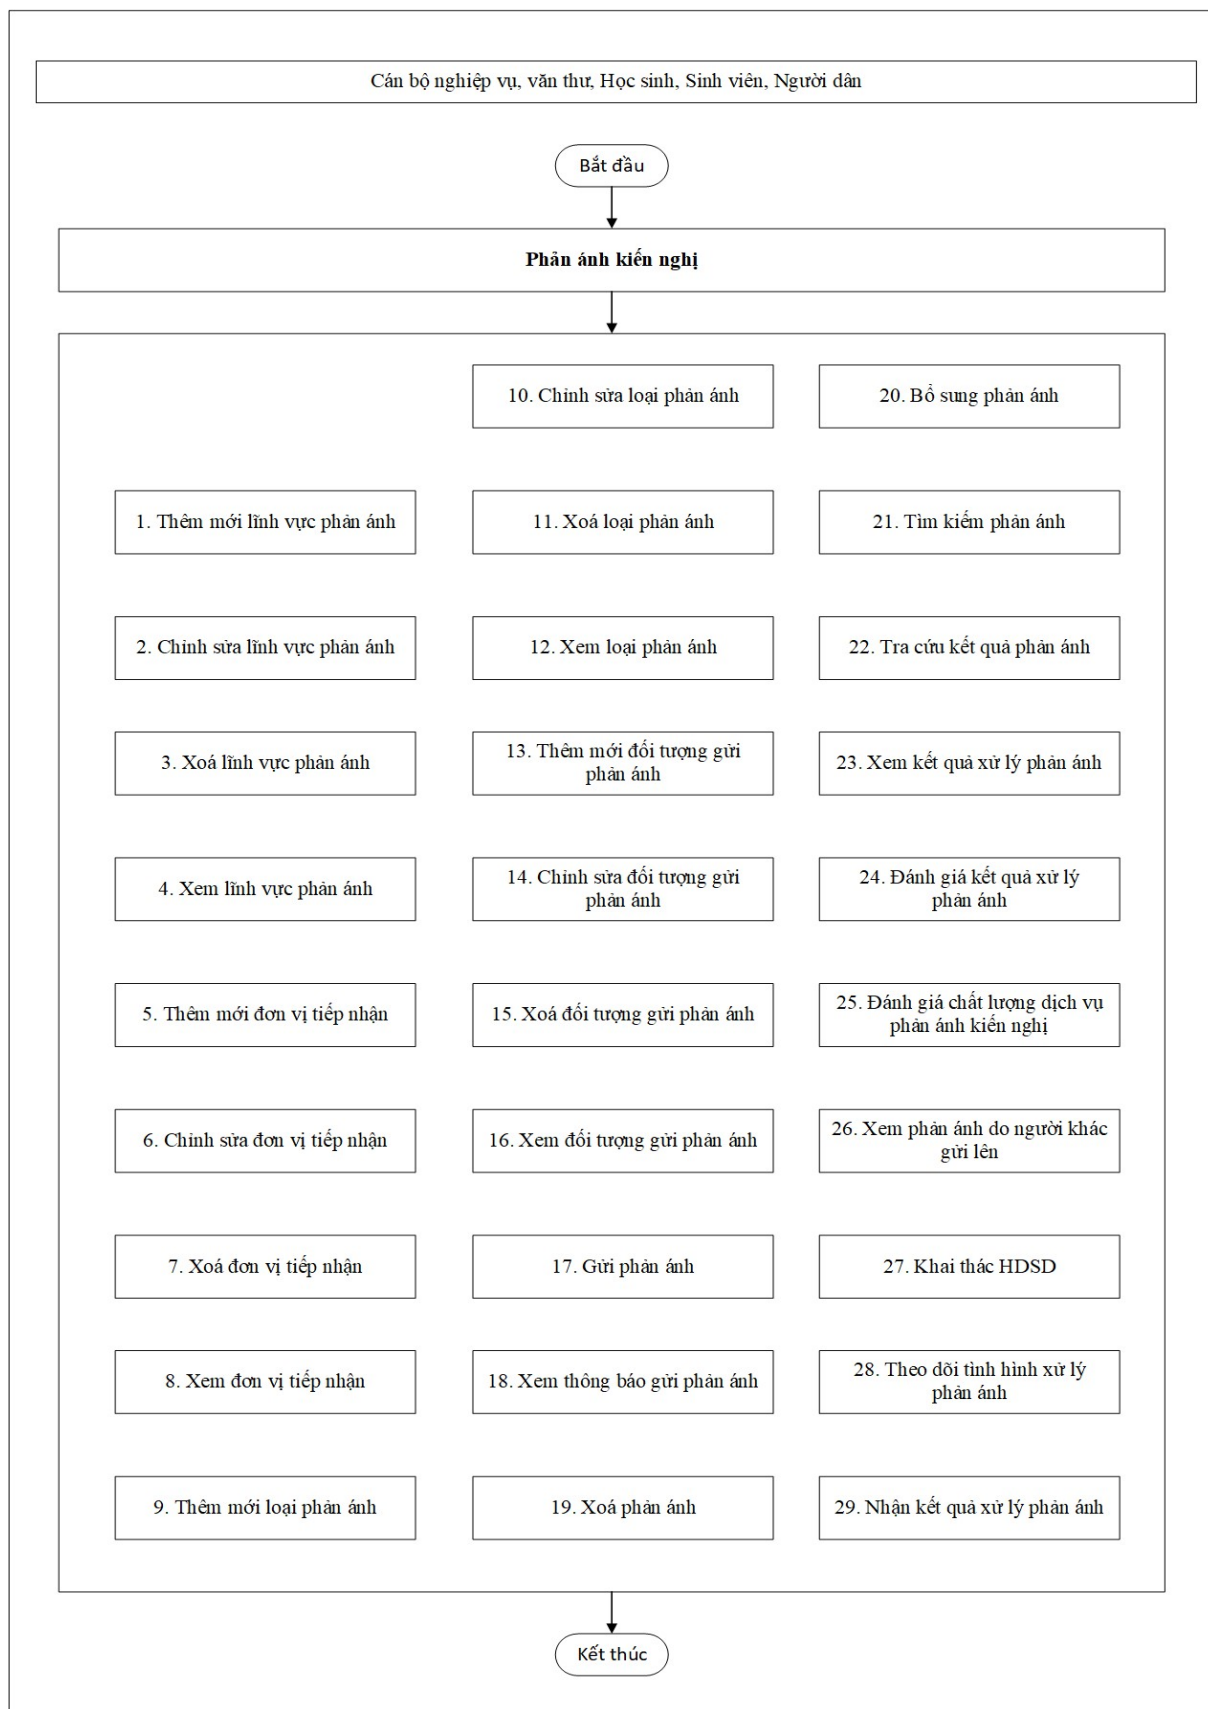 Cán bộ nghiệp vụ, văn thư, Học sinh, Sinh viên, Người dân
Bắt đầu
Phản ánh kiến nghị
1. Thêm mới lĩnh vực phản ánh
2. Chỉnh sửa lĩnh vực phản ánh
3. Xoá lĩnh vực phản ánh
4. Xem lĩnh vực phản ánh
5. Thêm mới đơn vị tiếp nhận
6. Chỉnh sửa đơn vị tiếp nhận
7. Xoá đơn vị tiếp nhận
8. Xem đơn vị tiếp nhận
9. Thêm mới loại phản ánh
10. Chỉnh sửa loại phản ánh
11. Xoá loại phản ánh
12. Xem loại phản ánh
13. Thêm mới đối tượng gửi
phản ánh
14. Chỉnh sửa đối tượng gửi
phản ánh
15. Xoá đối tượng gửi phản ánh
16. Xem đối tượng gửi phản ánh
17. Gửi phản ánh
18. Xem thông báo gửi phản ánh
19. Xoá phản ánh
20. Bổ sung phản ánh
21. Tìm kiếm phản ánh
22. Tra cứu kết quả phản ánh
23. Xem kết quả xử lý phản ánh
24. Đánh giá kết quả xử lý
phản ánh
25. Đánh giá chất lượng dịch vụ
phản ánh kiến nghị
26. Xem phản ánh do người khác
gửi lên
27. Khai thác HDSD
28. Theo dõi tình hình xử lý
phản ánh
29. Nhận kết quả xử lý phản ánh
Kết thúc